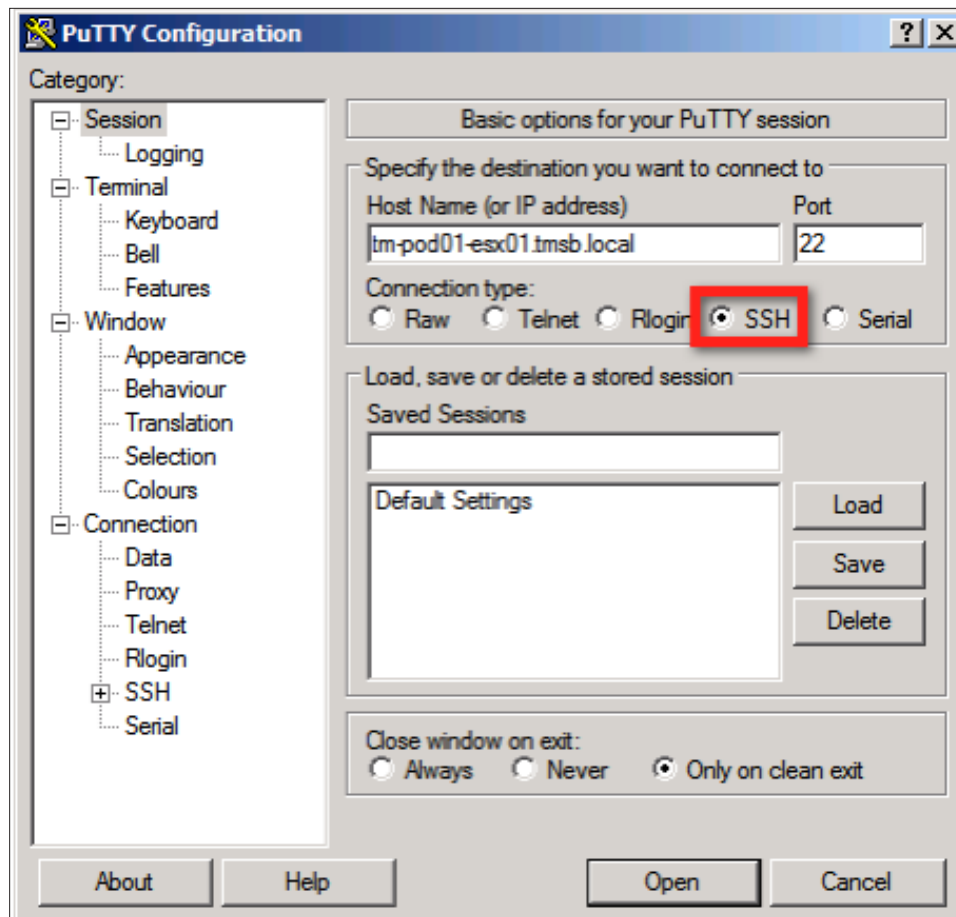 PuTTY Configuration
Category:
Session
Logging
Terminal
Keyboard
Bell
Features
Window
Appearance
Behaviour
Translation
Selection
Colours
Connection
Data
Proxy
Telnet
Rlogin
SSH
Serial
Basic options for your PuTTY session
Specify the destination you want to connect to
Host Name (or IP address) Port
tm-pod01-esx01.tmsb.local 22
Connection type:
Raw Telnet Rlogin SSH Serial
Load, save or delete a stored session
Saved Sessions
Default Settings
Load
Save
Delete
Close window on exit:
Always Never Only on clean exit
About Help Open Cancel